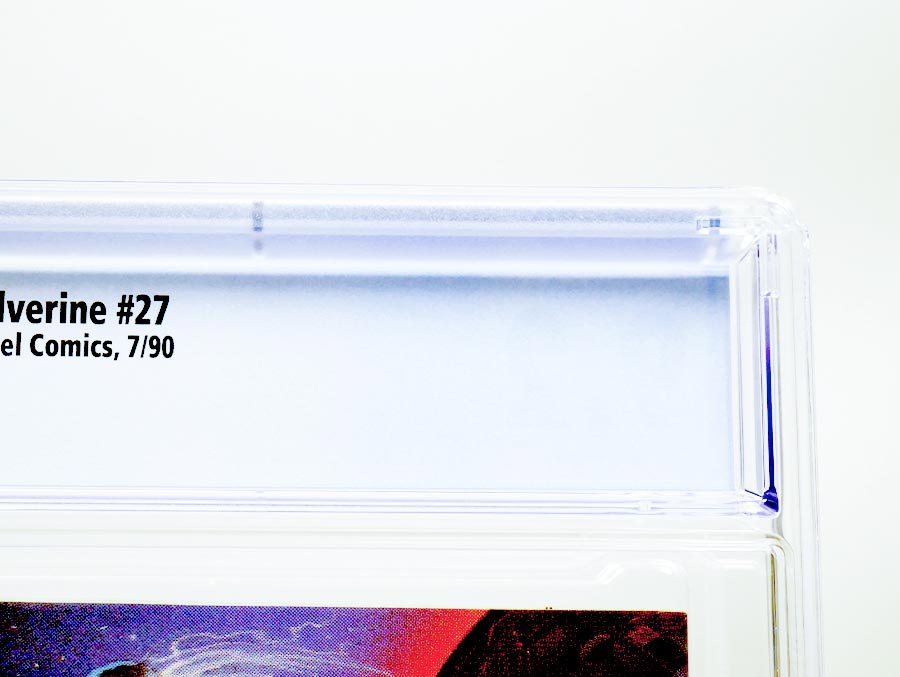 lverine #27
el Comics, 7/90